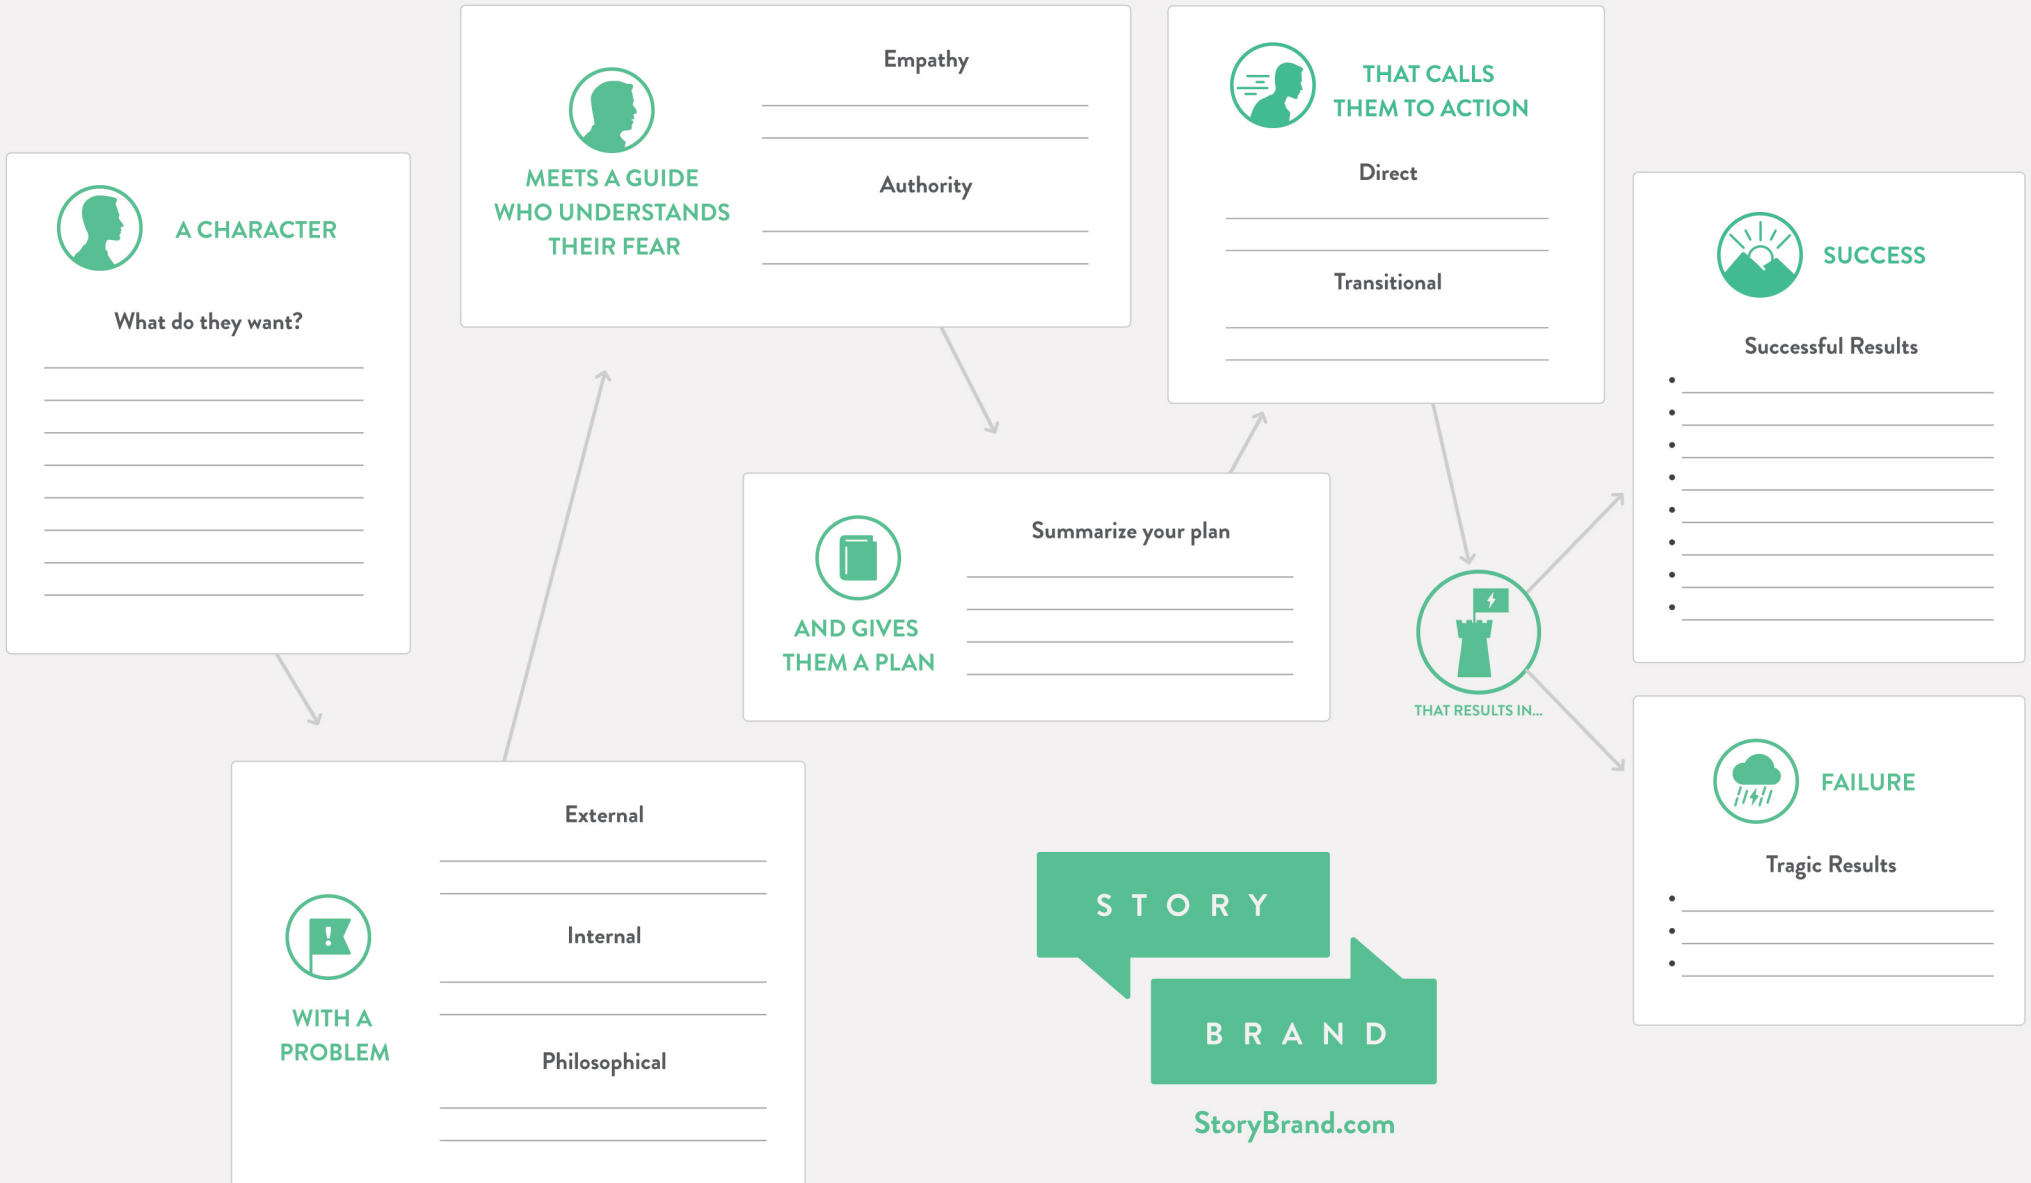 A CHARACTER
What do they want?
WITH A
PROBLEM
External
Internal
Philosophical
MEETS A GUIDE
WHO UNDERSTANDS
THEIR FEAR
Empathy
Authority
AND GIVES
THEM A PLAN
Summarize your plan
THAT CALLS
THEM TO ACTION
Direct
Transitional
THAT RESULTS IN...
SUCCESS
Successful Results
FAILURE
Tragic Results
STORY
BRAND
StoryBrand.com